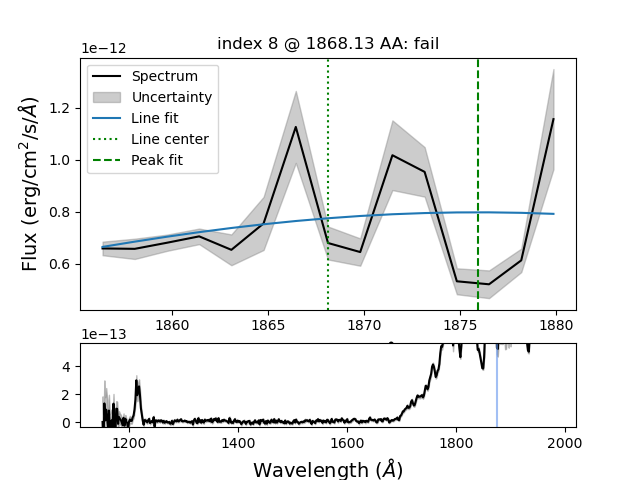 index 8 @ 1868.13 AA: fail
1e−12
Spectrum
Uncertainty
Line fit
Line center
Peak fit
Flux (erg/cm²/s/Å)
1.2
1.0
0.8
0.6
1860 1865 1870 1875 1880
1e−13
4
2
0
1200 1400 1600 1800 2000
Wavelength (Å)